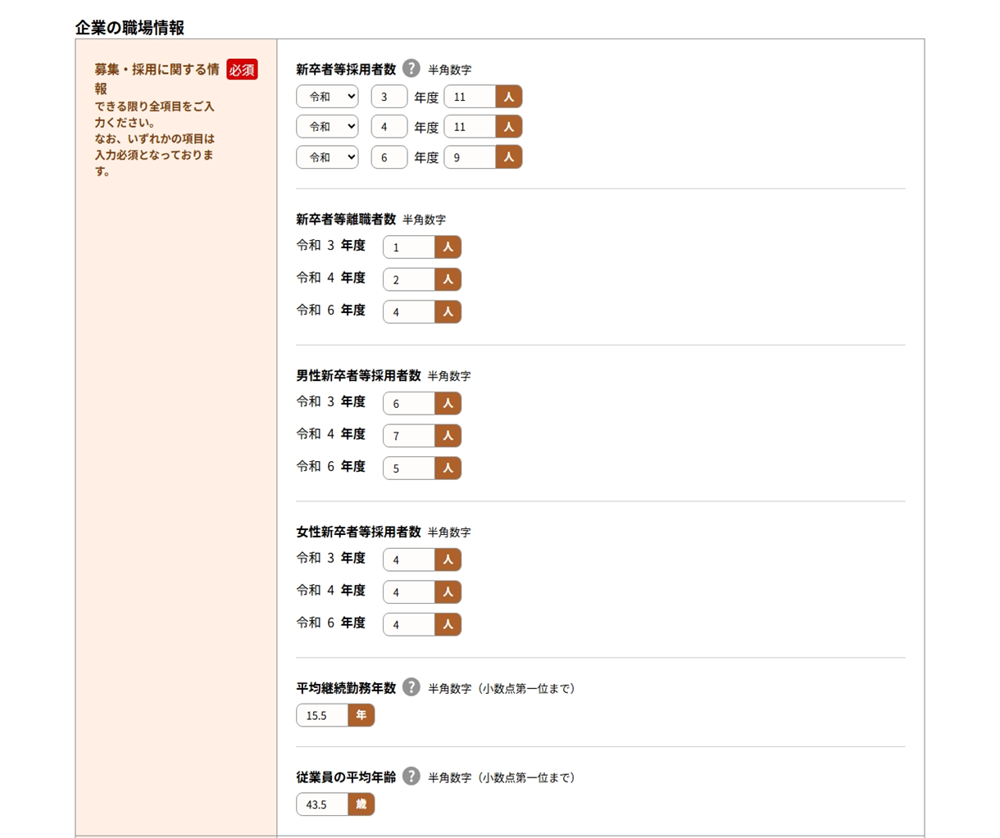 企業の職場情報
募集・採用に関する情 必須
報
できる限り全項目をご入
力ください。
なお、いずれかの項目は
入力必須となっておりま
す。
新卒者等採用者数 ? 半角数字
令和 3 年度 11 人
令和 4 年度 11 人
令和 6 年度 9 人
新卒者等離職者数 半角数字
令和 3 年度 1 人
令和 4 年度 2 人
令和 6 年度 4 人
男性新卒者等採用者数 半角数字
令和 3 年度 6 人
令和 4 年度 7 人
令和 6 年度 5 人
女性新卒者等採用者数 半角数字
令和 3 年度 4 人
令和 4 年度 4 人
令和 6 年度 4 人
平均継続勤務年数 ? 半角数字（小数点第一位まで）
15.5 年
従業員の平均年齢 ? 半角数字（小数点第一位まで）
43.5 歳